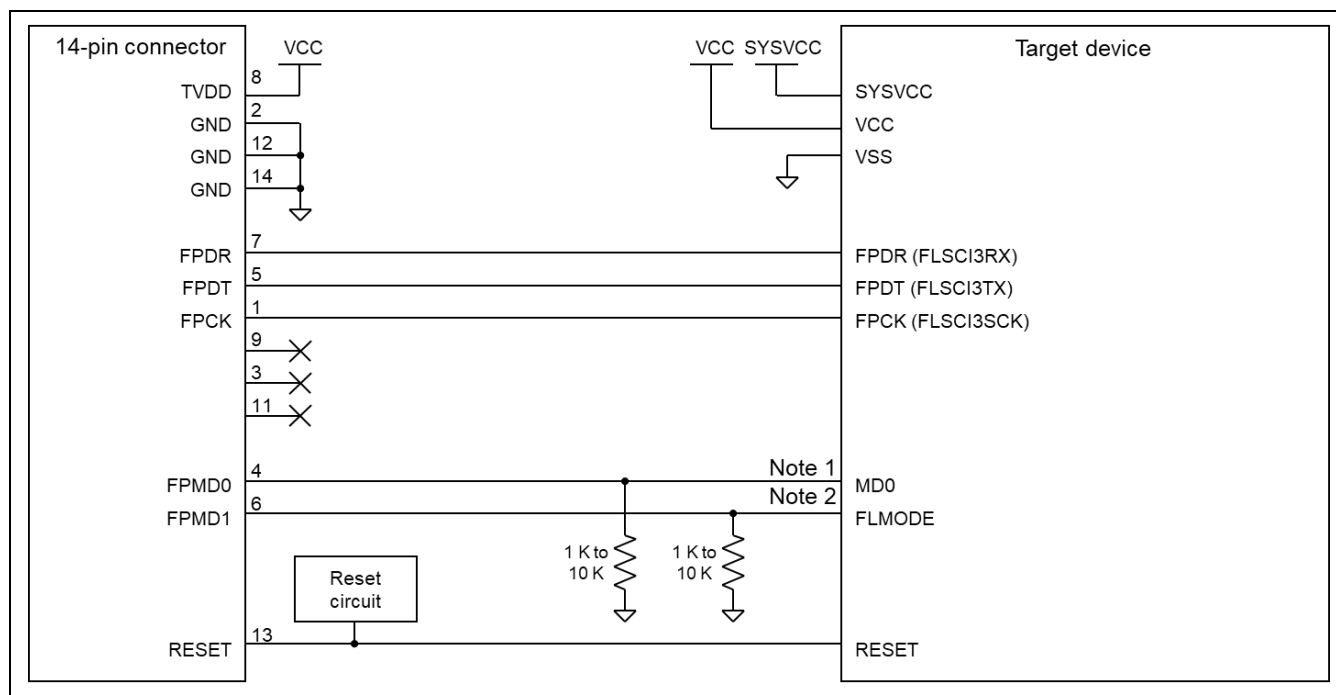 14-pin connector
VCC
8
TVDD
2
GND
12
GND
14
GND
7
FPDR
5
FPDT
1
FPCK
9
3
11
4
FPMD0
6
FPMD1
Reset
circuit
13
RESET
1 K to
10 K
1 K to
10 K
VCC SYSVCC
Target device
SYSVCC
VCC
VSS
FPDR (FLSCI3RX)
FPDT (FLSCI3TX)
FPCK (FLSCI3SCK)
Note 1
MD0
Note 2
FLMODE
RESET